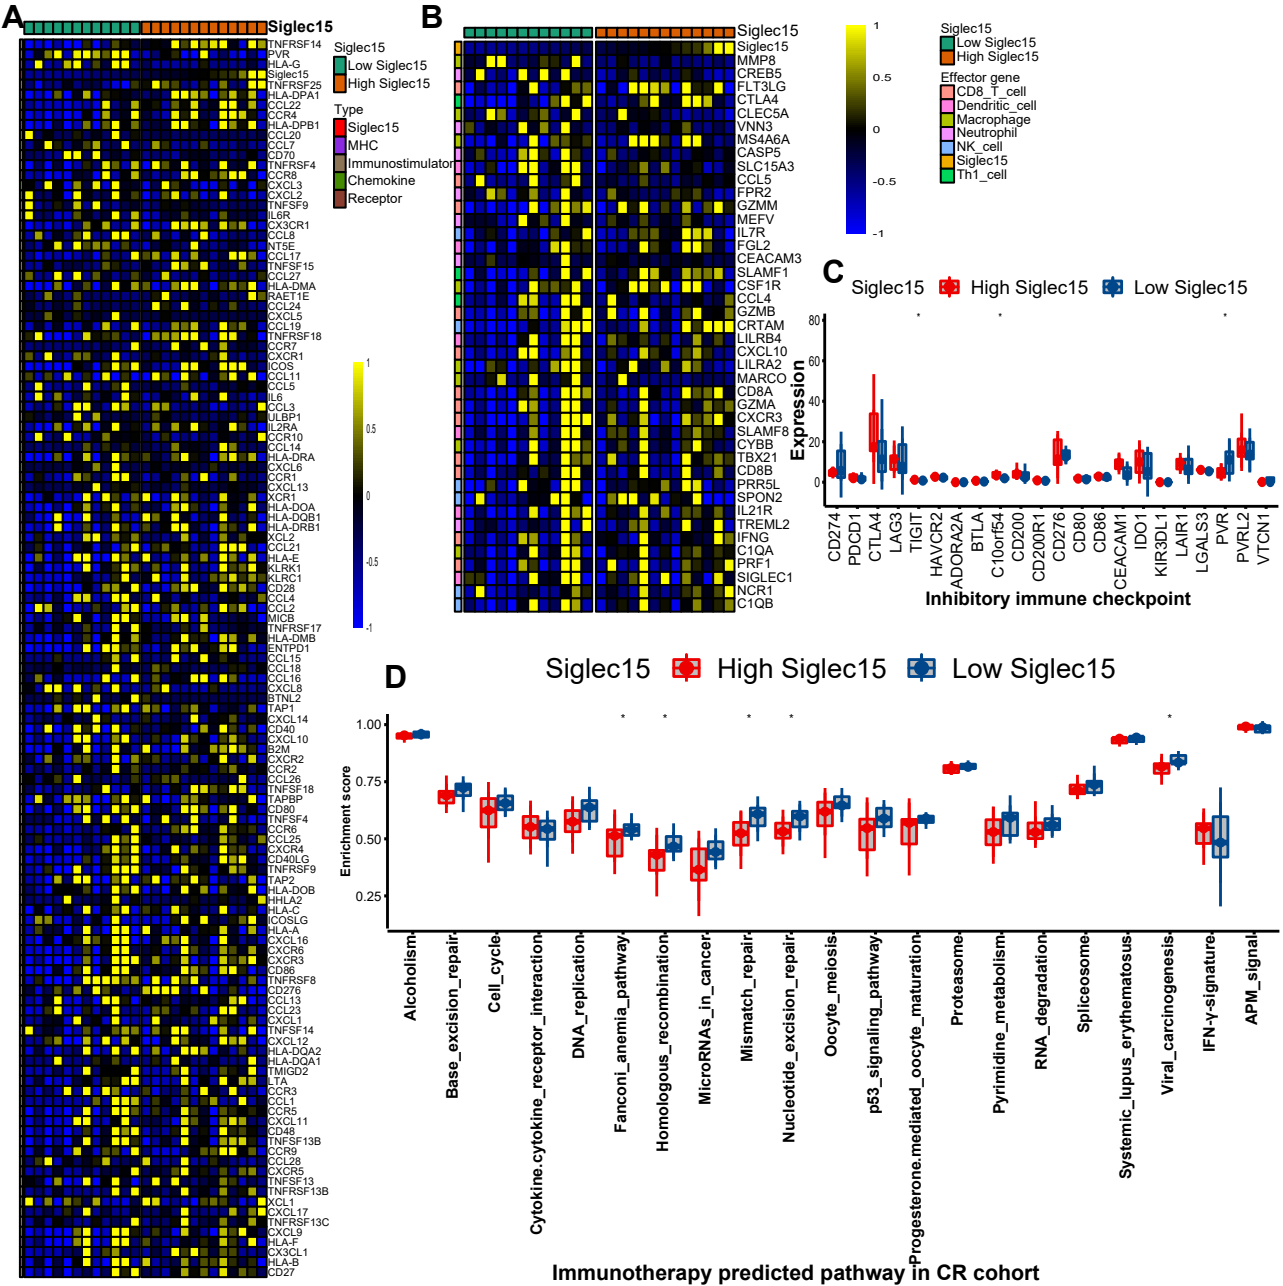 A
Siglec15
TNFRSF14
PVR
HLA-G
Siglec15
TNFRSF25
HLA-DPA1
CCL22
CCR4
HLA-DPB1
CCL20
CCL7
CD70
TNFRSF4
CCR8
CXCL3
CXCL2
TNFSF9
IL6R
CX3CR1
CCL8
NT5E
CCL17
TNFSF15
CCL27
HLA-DMA
RAET1E
CCL24
CXCL5
CCL19
TNFRSF18
CCR7
CXCR1
ICOS
CCL11
CCL5
IL6
CCL3
ULBP1
IL2RA
CCR10
CCL14
HLA-DRA
CXCL6
CCR1
CXCL13
XCR1
HLA-DOA
HLA-DQB1
HLA-DRB1
XCL2
CCL21
HLA-E
KLRK1
KLRC1
CD28
CCL4
CCL2
MICB
TNFRSF17
HLA-DMB
ENTPD1
CCL15
CCL18
CCL16
CXCL8
BTNL2
TAP1
CXCL14
CD40
CXCL10
B2M
CXCR2
CCR2
CCL26
TNFSF18
TAPBP
CD80
TNFSF4
CCR6
CCL25
CXCR4
CD40LG
TNFRSF9
TAP2
HLA-DOB
HHLA2
HLA-C
ICOSLG
HLA-A
CXCL16
CXCR6
CXCR3
CD86
TNFRSF8
CD276
CCL13
CCL23
CXCL1
TNFSF14
CXCL12
HLA-DQA2
HLA-DQA1
TMIGD2
LTA
CCR3
CCL1
CCR5
CXCL11
CD48
TNFSF13B
CCR9
CCL28
CXCR5
TNFSF13
TNFRSF13B
XCL1
CXCL17
TNFRSF13C
CXCL9
HLA-F
CX3CL1
HLA-B
CD27
Siglec15
Low Siglec15
High Siglec15
Type
Siglec15
MHC
Immunostimulator
Chemokine
Receptor
1
0.5
0
-0.5
-1
B
Siglec15
Siglec15
MMP8
CREB5
FLT3LG
CTLA4
CLEC5A
VNN3
MS4A6A
CASP5
SLC15A3
CCL5
FPR2
GZMM
MEFV
IL7R
FGL2
CEACAM3
SLAMF1
CSF1R
CCL4
GZMB
CRTAM
LILRB4
CXCL10
LILRA2
MARCO
CD8A
GZMA
CXCR3
SLAMF8
CYBB
TBX21
CD8B
PRR5L
SPON2
IL21R
TREML2
IFNG
C1QA
PRF1
SIGLEC1
NCR1
C1QB
1
0.5
0
-0.5
-1
Siglec15
Low Siglec15
High Siglec15
Effector gene
CD8_T_cell
Dendritic_cell
Macrophage
Neutrophil
NK_cell
Siglec15
Th1_cell
C
Siglec15 High Siglec15 Low Siglec15
* * *
Expression
80
60
40
20
0
CD274
PDCD1
CTLA4
LAG3
TIGIT
HAVCR2
ADORA2A
BTLA
C10orf54
CD200
CD200R1
CD276
CD80
CD86
CEACAM1
IDO1
KIR3DL1
LAIR1
LGALS3
PVR
PVRL2
VTCN1
Inhibitory immune checkpoint
D
Siglec15 High Siglec15 Low Siglec15
* * * * *
Enrichment score
1.00
0.75
0.50
0.25
Alcoholism
Base_excision_repair
Cell_cycle
Cytokine.cytokine_receptor_interaction
DNA_replication
Fanconi_anemia_pathway
Homologous_recombination
MicroRNAs_in_cancer
Mismatch_repair
Nucleotide_excision_repair
Oocyte_meiosis
p53_signaling_pathway
Progesterone.mediated_oocyte_maturation
Proteasome
Pyrimidine_metabolism
RNA_degradation
Spliceosome
Systemic_lupus_erythematosus
Viral_carcinogenesis
IFN-γ-signature
APM_signal
Immunotherapy predicted pathway in CR cohort